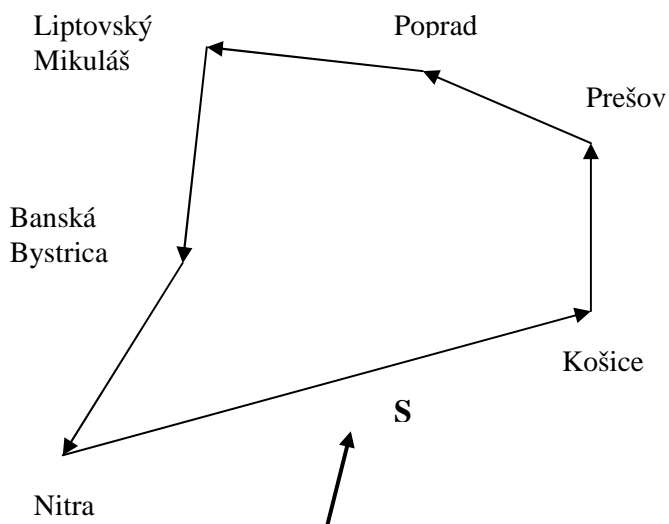 Liptovský
Mikuláš
Poprad
Prešov
Banská
Bystrica
Košice
S
Nitra